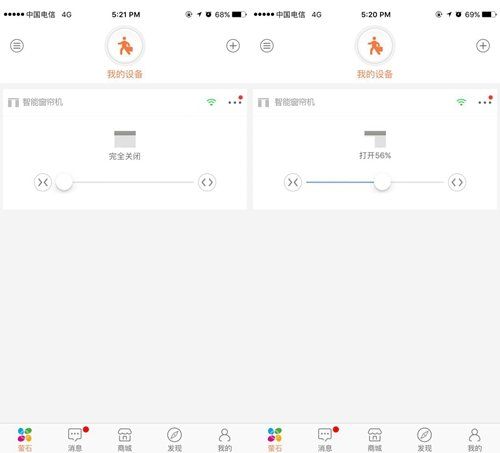 中国电信 4G 5:21 PM 68%
我的设备
智能窗帘机
完全关闭
萤石 消息 商城 发现 我的
中国电信 4G 5:20 PM 69%
我的设备
智能窗帘机
打开56%
萤石 消息 商城 发现 我的